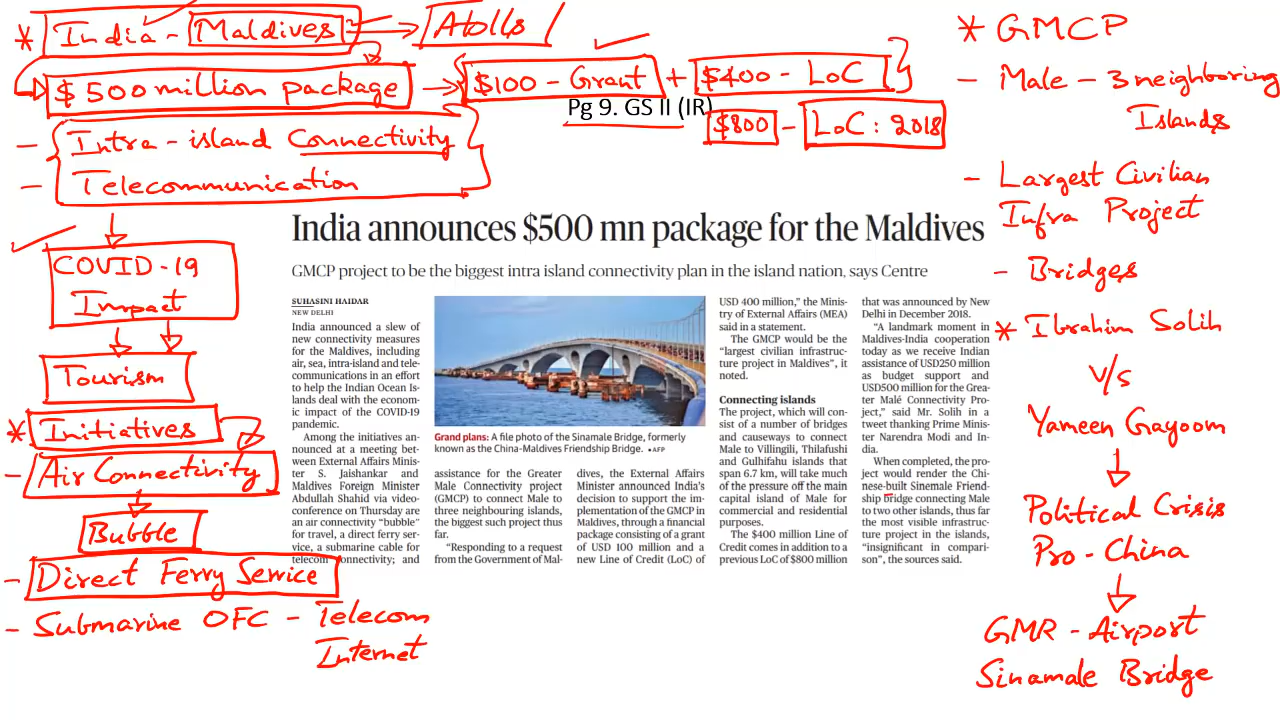 * India - Maldives → Atolls
$500 million package → $100 - Grant + $400 - LoC
Pg 9. GS II (IR)
$800 - LoC: 2018
- Intra-island Connectivity
- Telecommunication
COVID-19
Impact
Tourism
* Initiatives
- Air Connectivity
Bubble
- Direct Ferry Service
- Submarine OFC - Telecom
Internet
India announces $500 mn package for the Maldives
GMCP project to be the biggest intra island connectivity plan in the island nation, says Centre
SUHASINI HAIDAR
NEW DELHI
India announced a slew of
new connectivity measures
for the Maldives, including
air, sea, intra-island and tele-
communications in an effort
to help the Indian Ocean Is-
lands deal with the econom-
ic impact of the COVID-19
pandemic.
Among the initiatives an-
nounced at a meeting bet-
ween External Affairs Minis-
ter S. Jaishankar and
Maldives Foreign Minister
Abdullah Shahid via video-
conference on Thursday are
an air connectivity “bubble”
for travel, a direct ferry ser-
vice, a submarine cable for
telecom connectivity; and
Grand plans: A file photo of the Sinamale Bridge, formerly
known as the China-Maldives Friendship Bridge. • AFP
assistance for the Greater
Male Connectivity project
(GMCP) to connect Male to
three neighbouring islands,
the biggest such project thus
far.
“Responding to a request
from the Government of Mal-
dives, the External Affairs
Minister announced India’s
decision to support the im-
plementation of the GMCP in
Maldives, through a financial
package consisting of a grant
of USD 100 million and a
new Line of Credit (LoC) of
USD 400 million,” the Minis-
try of External Affairs (MEA)
said in a statement.
The GMCP would be the
“largest civilian infrastruc-
ture project in Maldives”, it
noted.
Connecting islands
The project, which will con-
sist of a number of bridges
and causeways to connect
Male to Villingili, Thilafushi
and Gulhifahu islands that
span 6.7 km, will take much
of the pressure off the main
capital island of Male for
commercial and residential
purposes.
The $400 million Line of
Credit comes in addition to a
previous LoC of $800 million
that was announced by New
Delhi in December 2018.
“A landmark moment in
Maldives-India cooperation
today as we receive Indian
assistance of USD250 million
as budget support and
USD500 million for the Grea-
ter Malé Connectivity Pro-
ject,” said Mr. Solih in a
tweet thanking Prime Minis-
ter Narendra Modi and In-
dia.
When completed, the pro-
ject would render the Chi-
nese-built Sinemale Friend-
ship bridge connecting Male
to two other islands, thus far
the most visible infrastruc-
ture project in the islands,
“insignificant in compari-
son”, the sources said.
* GMCP
- Male - 3 neighboring
Islands
- Largest Civilian
Infra Project
- Bridges
* Ibrahim Solih
V/s
Yameen Gayoom
Political Crisis
Pro - China
GMR - Airport
Sinamale Bridge